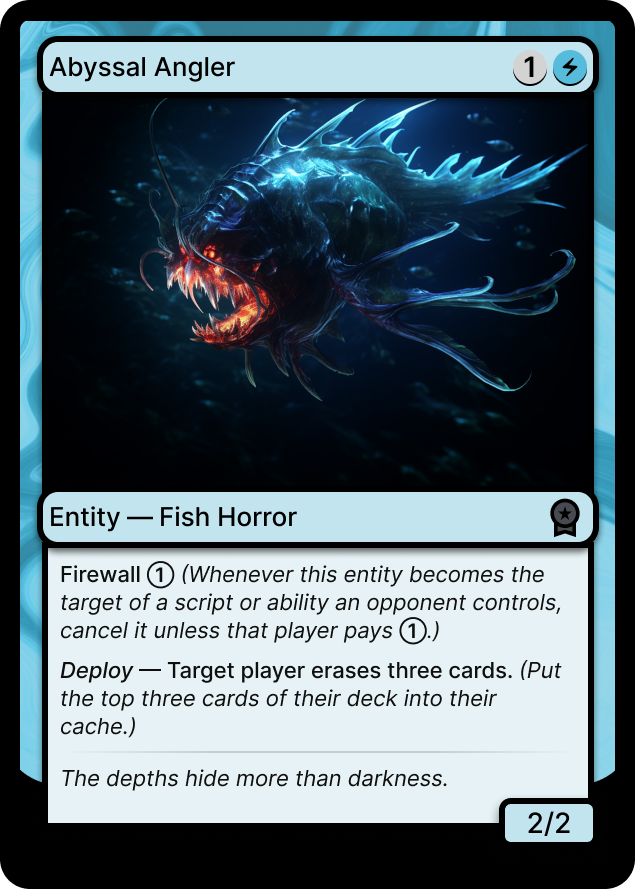 Abyssal Angler 1
Entity — Fish Horror
Firewall ① (Whenever this entity becomes the
target of a script or ability an opponent controls,
cancel it unless that player pays ①.)
Deploy — Target player erases three cards. (Put
the top three cards of their deck into their
cache.)
The depths hide more than darkness.
2/2